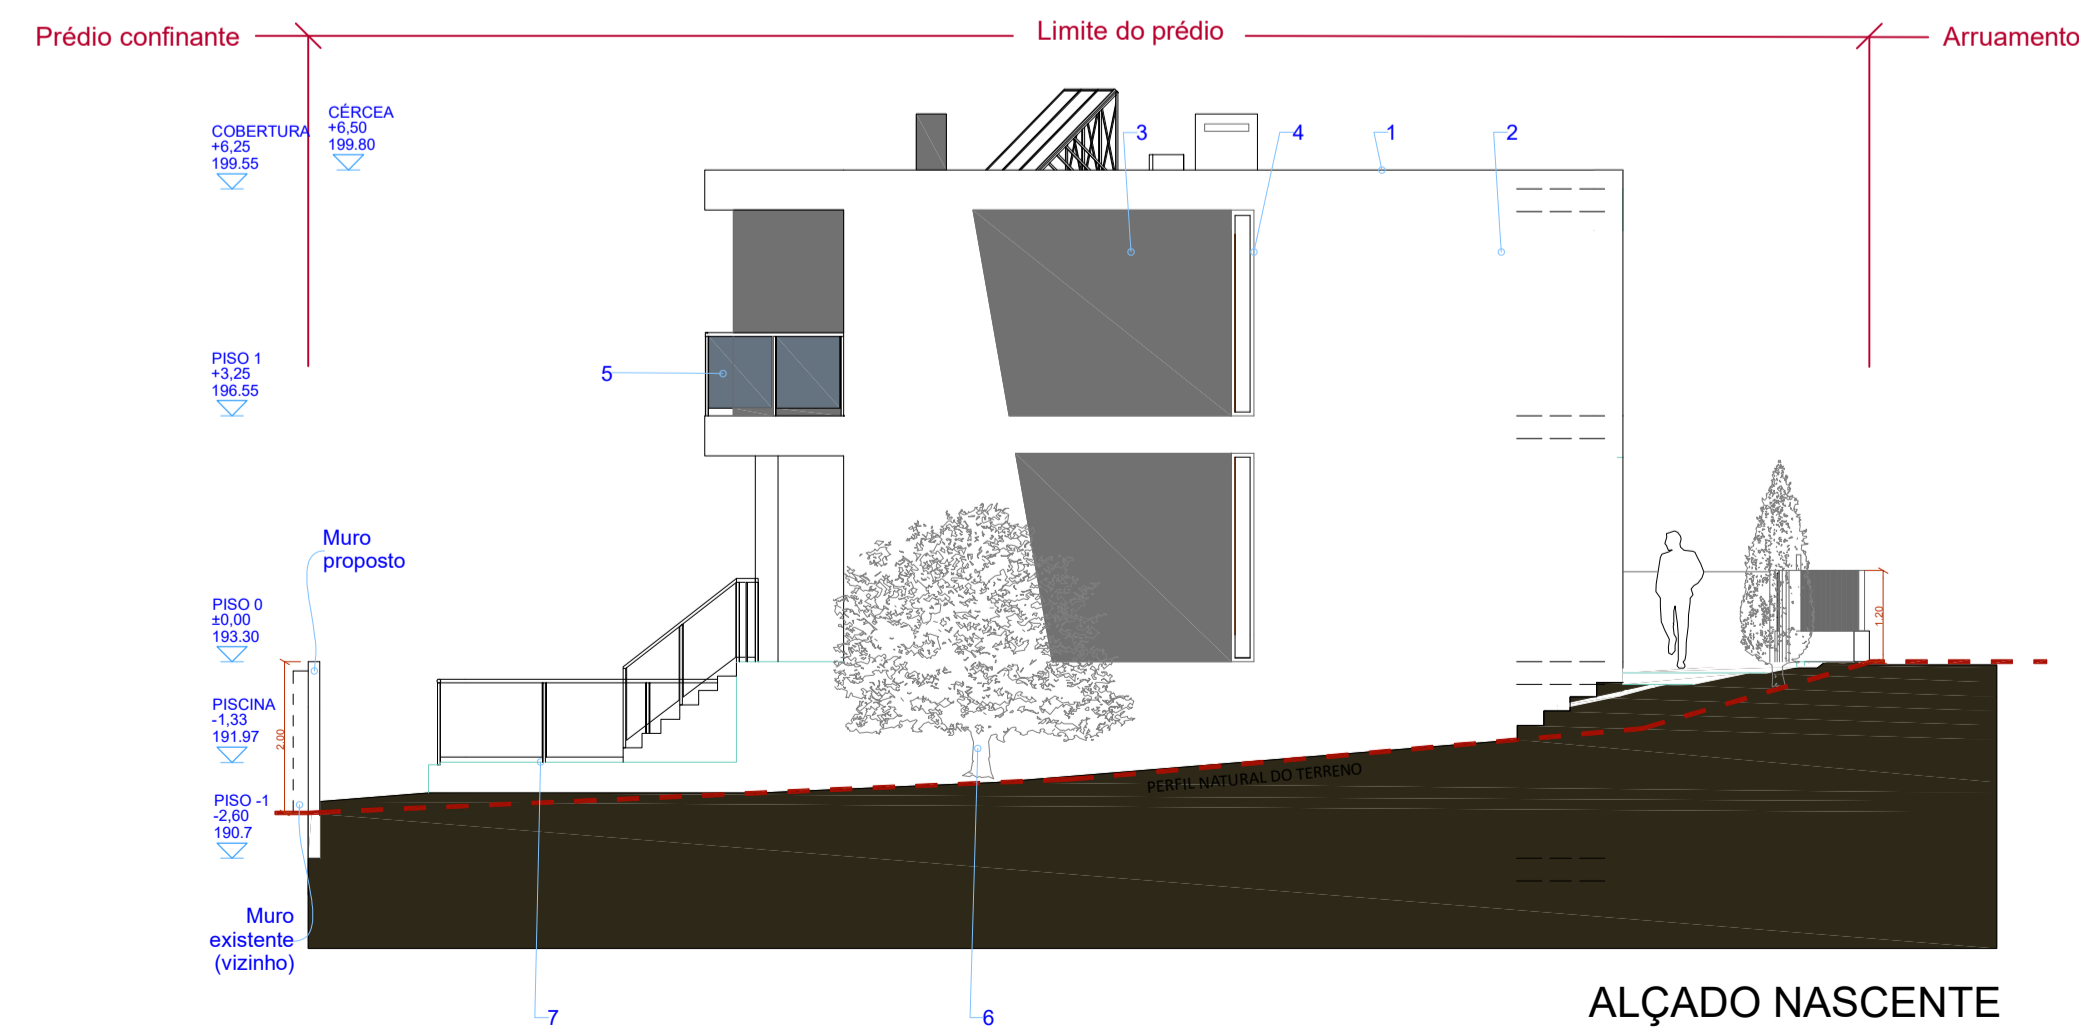 Prédio confinante
Limite do prédio
Arruamento
CÉRCEA
+6,50
199.80
COBERTURA
+6,25
199.55
3
4
1
2
PISO 1
+3,25
196.55
5
Muro
proposto
PISO 0
±0,00
193.30
1.20
PISCINA
-1,33
191.97
2.00
PERFIL NATURAL DO TERRENO
PISO -1
-2,60
190.7
Muro
existente
(vizinho)
7
6
ALÇADO NASCENTE